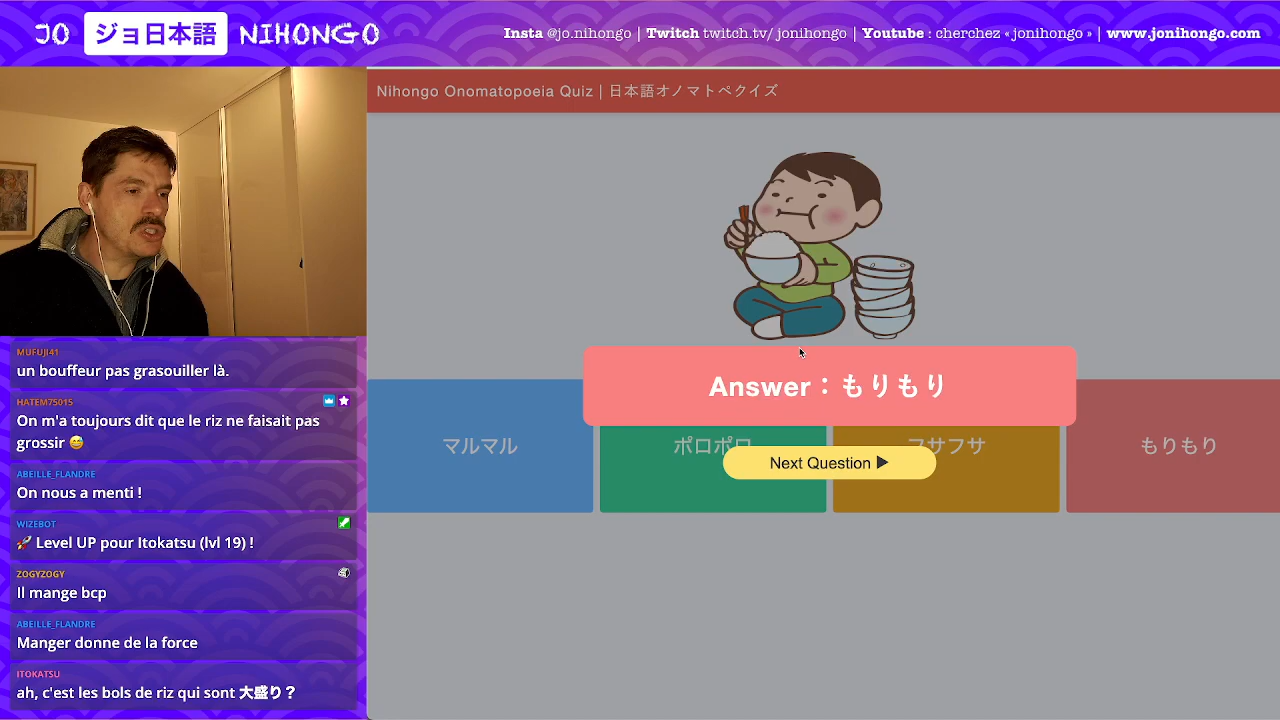 JO ジョ日本語 NIHONGO
Insta @jo.nihongo | Twitch twitch.tv/jonihongo | Youtube : cherchez « jonihongo » | www.jonihongo.com
Nihongo Onomatopoeia Quiz | 日本語オノマトペクイズ
Answer：もりもり
マルマル
ポロポロ
フサフサ
もりもり
Next Question ▶
MUFUJI41
un bouffeur pas grasouiller là.
HATEM75015
On m'a toujours dit que le riz ne faisait pas
grossir 😅
ABEILLE_FLANDRE
On nous a menti !
WIZEBOT
🚀 Level UP pour Itokatsu (lvl 19) !
ZOGYZOGY
Il mange bcp
ABEILLE_FLANDRE
Manger donne de la force
ITOKATSU
ah, c'est les bols de riz qui sont 大盛り？